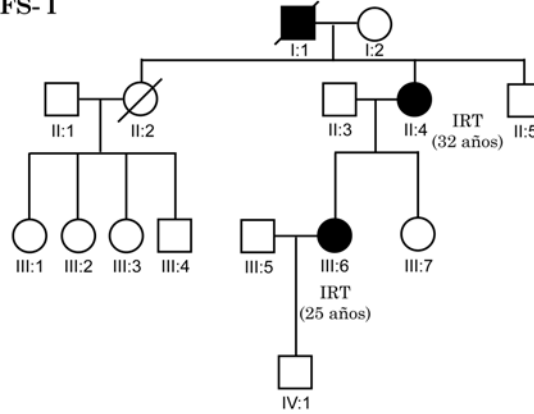 FS- I
I:1 I:2
II:1 II:2 II:3 II:4 II:5
IRT
(32 años)
III:1 III:2 III:3 III:4 III:5 III:6 III:7
IRT
(25 años)
IV:1